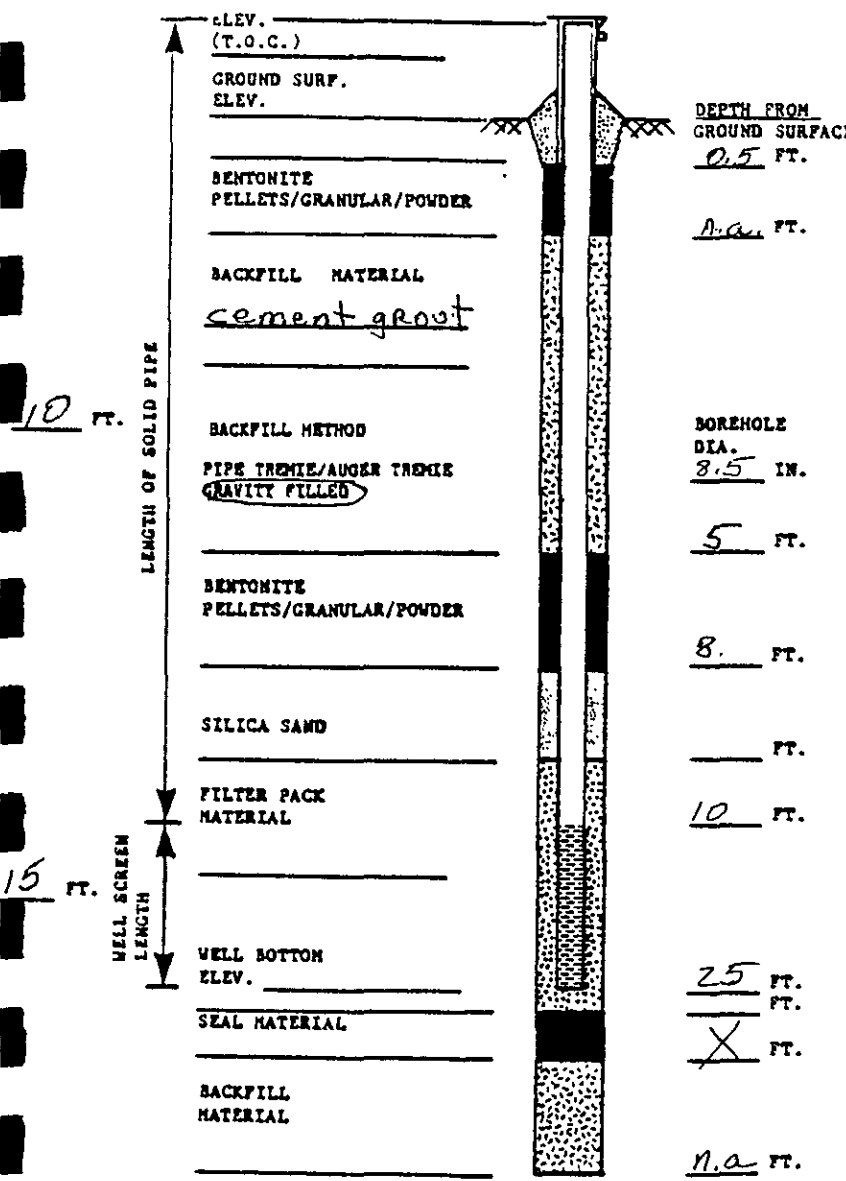 ELEV.
(T.O.C.)
GROUND SURF.
ELEV.
DEPTH FROM
GROUND SURFACE
0.5 FT.
BENTONITE
PELLETS/GRANULAR/POWDER
n.a. FT.
BACKFILL MATERIAL
cement grout
10 FT.
LENGTH OF SOLID PIPE
BACKFILL METHOD
PIPE TREMIE/AUGER TREMIE
GRAVITY FILLED
BOREHOLE
DIA.
8.5 IN.
5 FT.
BENTONITE
PELLETS/GRANULAR/POWDER
8. FT.
SILICA SAND
FT.
FILTER PACK
MATERIAL
10 FT.
15 FT.
WELL SCREEN
LENGTH
WELL BOTTOM
ELEV.
25 FT.
FT.
SEAL MATERIAL
X FT.
BACKFILL
MATERIAL
n.a FT.